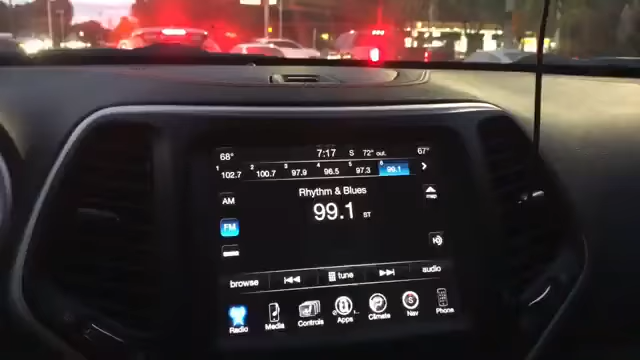 68° 7:17 S 72° out. 67°
1 102.7 2 100.7 3 97.9 4 96.5 5 97.3 6 99.1
Rhythm & Blues
AM
99.1 ST
FM
browse tune audio
Radio Media Controls Apps Climate Nav Phone